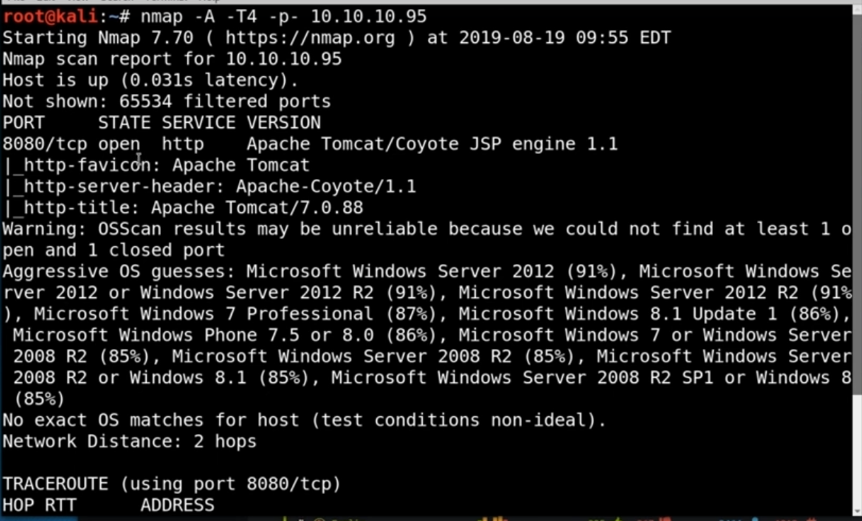 root@kali:~# nmap -A -T4 -p- 10.10.10.95
Starting Nmap 7.70 ( https://nmap.org ) at 2019-08-19 09:55 EDT
Nmap scan report for 10.10.10.95
Host is up (0.031s latency).
Not shown: 65534 filtered ports
PORT     STATE SERVICE VERSION
8080/tcp open  http    Apache Tomcat/Coyote JSP engine 1.1
|_http-favicon: Apache Tomcat
|_http-server-header: Apache-Coyote/1.1
|_http-title: Apache Tomcat/7.0.88
Warning: OSScan results may be unreliable because we could not find at least 1 o
pen and 1 closed port
Aggressive OS guesses: Microsoft Windows Server 2012 (91%), Microsoft Windows Se
rver 2012 or Windows Server 2012 R2 (91%), Microsoft Windows Server 2012 R2 (91%
), Microsoft Windows 7 Professional (87%), Microsoft Windows 8.1 Update 1 (86%),
 Microsoft Windows Phone 7.5 or 8.0 (86%), Microsoft Windows 7 or Windows Server
 2008 R2 (85%), Microsoft Windows Server 2008 R2 (85%), Microsoft Windows Server
 2008 R2 or Windows 8.1 (85%), Microsoft Windows Server 2008 R2 SP1 or Windows 8
 (85%)
No exact OS matches for host (test conditions non-ideal).
Network Distance: 2 hops

TRACEROUTE (using port 8080/tcp)
HOP RTT      ADDRESS